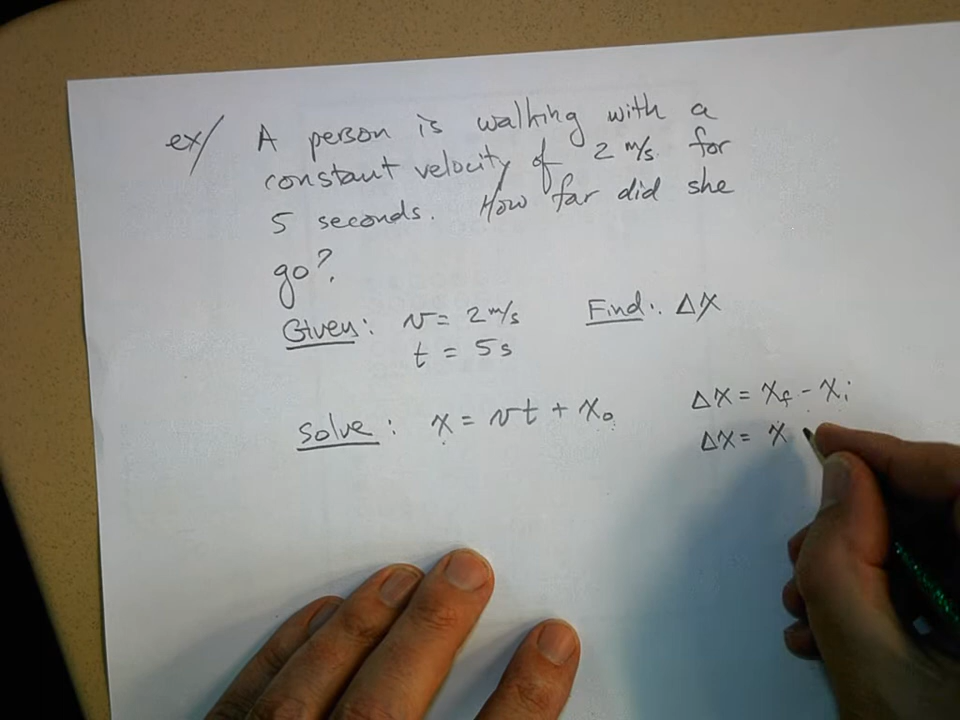 ex/ A person is walking with a
constant velocity of 2 m/s for
5 seconds. How far did she
go?
Given: v = 2 m/s Find: Δx
t = 5 s
Solve: x = vt + x₀ Δx = x_f - x_i
Δx = x